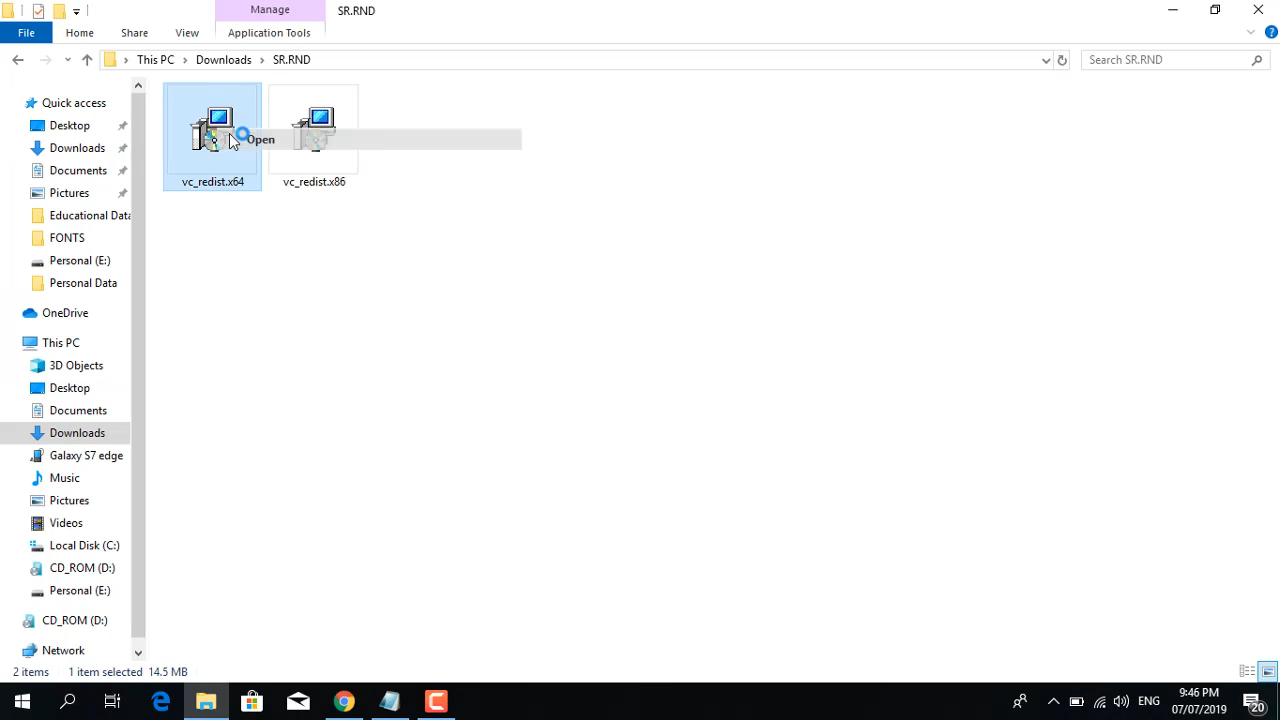 Manage
SR.RND
File
Home
Share
View
Application Tools
This PC
Downloads
SR.RND
Search SR.RND
Quick access
Desktop
Downloads
Documents
Pictures
Educational Data
FONTS
Personal (E:)
Personal Data
OneDrive
This PC
3D Objects
Desktop
Documents
Downloads
Galaxy S7 edge
Music
Pictures
Videos
Local Disk (C:)
CD_ROM (D:)
Personal (E:)
CD_ROM (D:)
Network
Open
vc_redist.x64
vc_redist.x86
2 items
1 item selected 14.5 MB
ENG
9:46 PM
07/07/2019
20